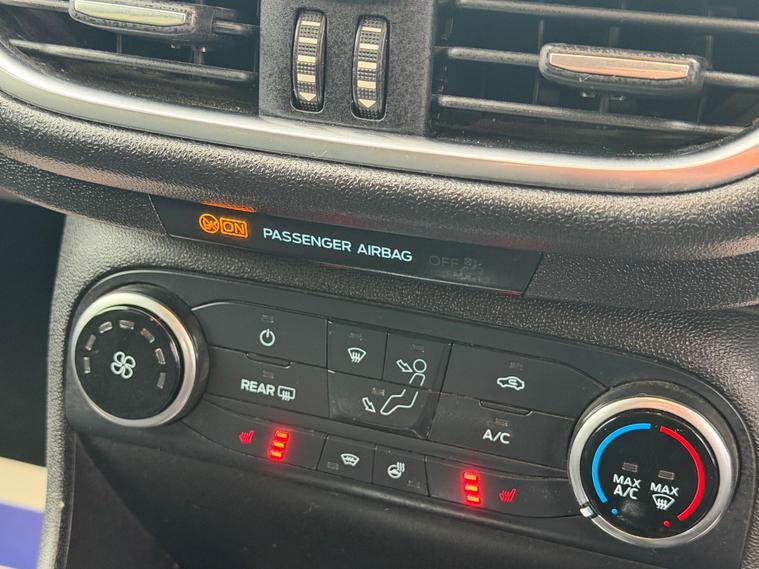 ON PASSENGER AIRBAG OFF
REAR
A/C
MAX
A/C
MAX